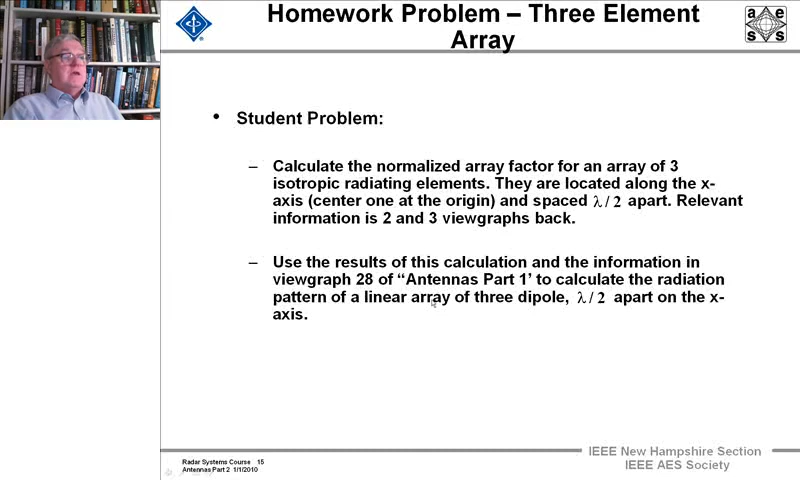 Homework Problem – Three Element
Array
a e
s s
• Student Problem:
– Calculate the normalized array factor for an array of 3
isotropic radiating elements. They are located along the x-
axis (center one at the origin) and spaced λ / 2 apart. Relevant
information is 2 and 3 viewgraphs back.
– Use the results of this calculation and the information in
viewgraph 28 of “Antennas Part 1’ to calculate the radiation
pattern of a linear array of three dipole, λ / 2 apart on the x-
axis.
Radar Systems Course 15
Antennas Part 2 1/1/2010
IEEE New Hampshire Section
IEEE AES Society